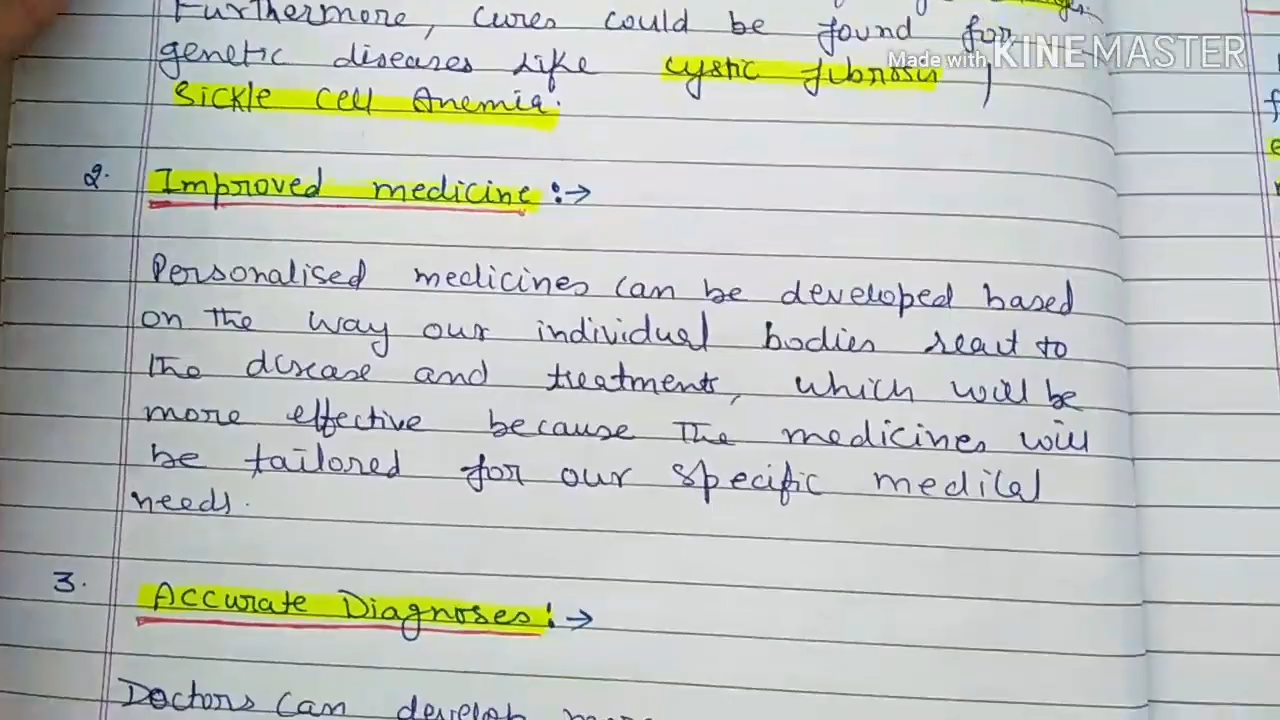 Furthermore, cures could be found for
Made with KINEMASTER
genetic diseases like cystic fibrosis,
Sickle cell Anemia.
2. Improved medicine :→
Personalised medicines can be developed based
on the way our individual bodies react to
the disease and treatments, which will be
more effective because the medicines will
be tailored for our specific medical
needs.
3. Accurate Diagnoses :→
Doctors can develop more